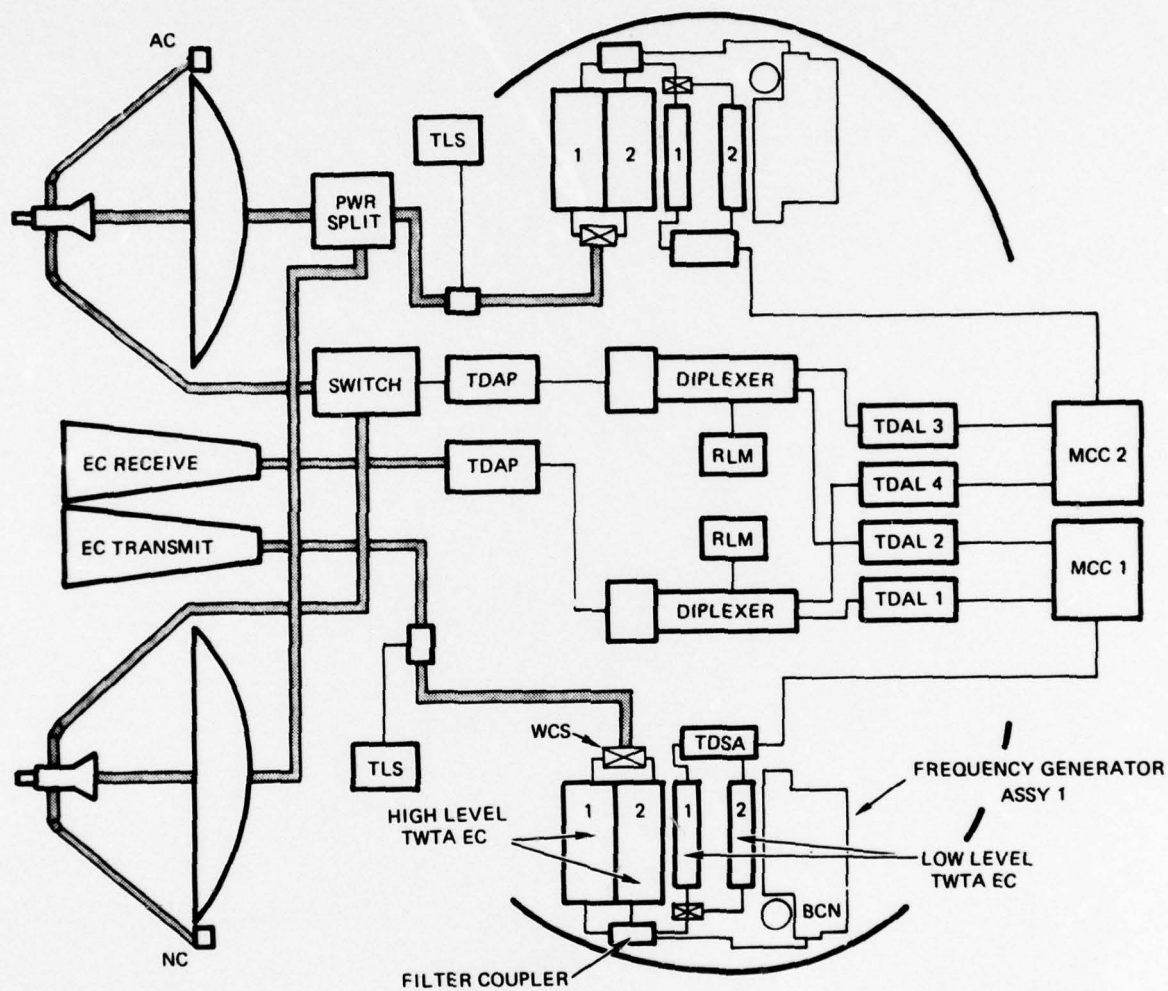 AC
TLS
1
2
1
2
PWR
SPLIT
SWITCH
TDAP
DIPLEXER
TDAL 3
MCC 2
EC RECEIVE
TDAP
RLM
TDAL 4
EC TRANSMIT
RLM
TDAL 2
MCC 1
DIPLEXER
TDAL 1
WCS
TDSA
TLS
FREQUENCY GENERATOR
ASSY 1
HIGH LEVEL
TWTA EC
1
2
1
2
LOW LEVEL
TWTA EC
BCN
NC
FILTER COUPLER